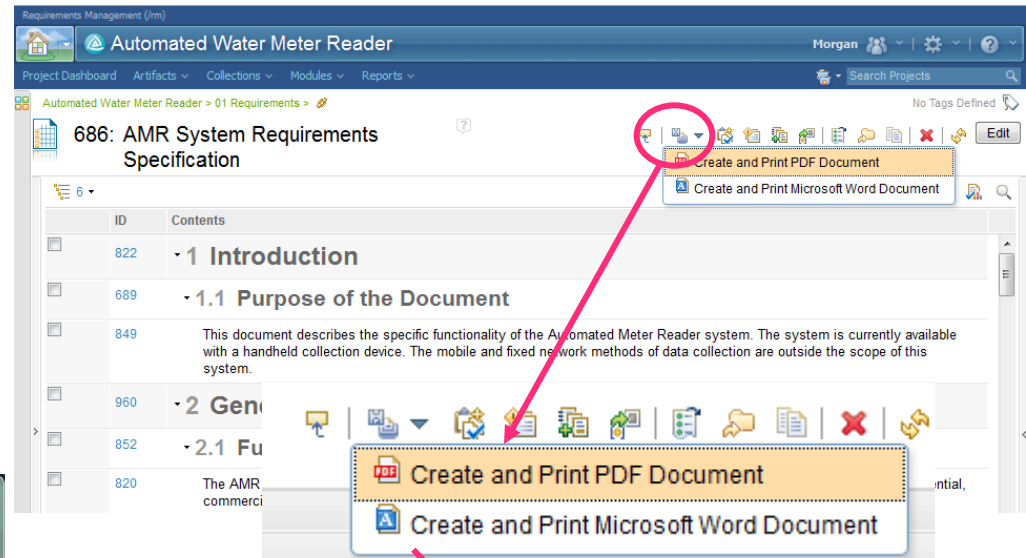 Requirements Management (/rm)
Automated Water Meter Reader
Morgan
Project Dashboard Artifacts Collections Modules Reports
Search Projects
Automated Water Meter Reader > 01 Requirements >
No Tags Defined
686: AMR System Requirements
Specification
Edit
Create and Print PDF Document
Create and Print Microsoft Word Document
6
ID Contents
822 1 Introduction
689 1.1 Purpose of the Document
849 This document describes the specific functionality of the Automated Meter Reader system. The system is currently available
with a handheld collection device. The mobile and fixed network methods of data collection are outside the scope of this
system.
960 2 Gen
852 2.1 Fu
820 The AMR ential,
commerci
PDF Create and Print PDF Document
A Create and Print Microsoft Word Document